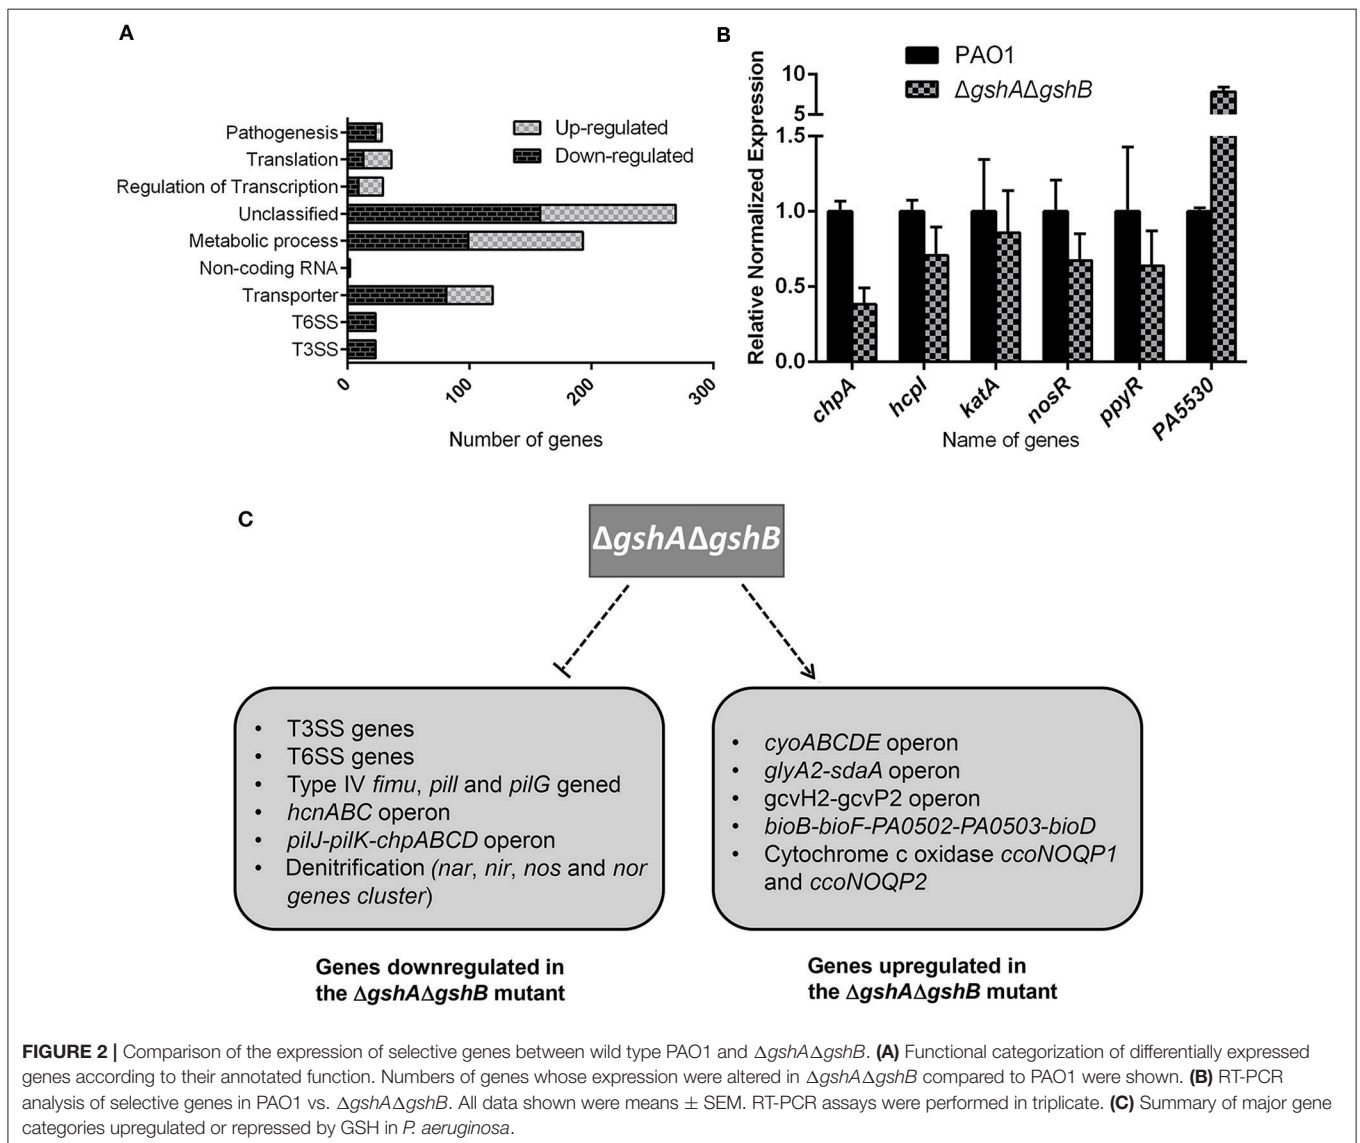 A
Pathogenesis
Translation
Regulation of Transcription
Unclassified
Metabolic process
Non-coding RNA
Transporter
T6SS
T3SS
Up-regulated
Down-regulated
0 100 200 300
Number of genes
B
Relative Normalized Expression
PAO1
ΔgshAΔgshB
10
5
1.5
1.0
0.5
0.0
chpA hcpI katA nosR ppyR PA5530
Name of genes
C
ΔgshAΔgshB
• T3SS genes
• T6SS genes
• Type IV fimu, pill and pilG gened
• hcnABC operon
• pilJ-pilK-chpABCD operon
• Denitrification (nar, nir, nos and nor
genes cluster)
Genes downregulated in
the ΔgshAΔgshB mutant
• cyoABCDE operon
• glyA2-sdaA operon
• gcvH2-gcvP2 operon
• bioB-bioF-PA0502-PA0503-bioD
• Cytochrome c oxidase ccoNOQP1
and ccoNOQP2
Genes upregulated in
the ΔgshAΔgshB mutant
FIGURE 2 | Comparison of the expression of selective genes between wild type PAO1 and ΔgshAΔgshB. (A) Functional categorization of differentially expressed
genes according to their annotated function. Numbers of genes whose expression were altered in ΔgshAΔgshB compared to PAO1 were shown. (B) RT-PCR
analysis of selective genes in PAO1 vs. ΔgshAΔgshB. All data shown were means ± SEM. RT-PCR assays were performed in triplicate. (C) Summary of major gene
categories upregulated or repressed by GSH in P. aeruginosa.